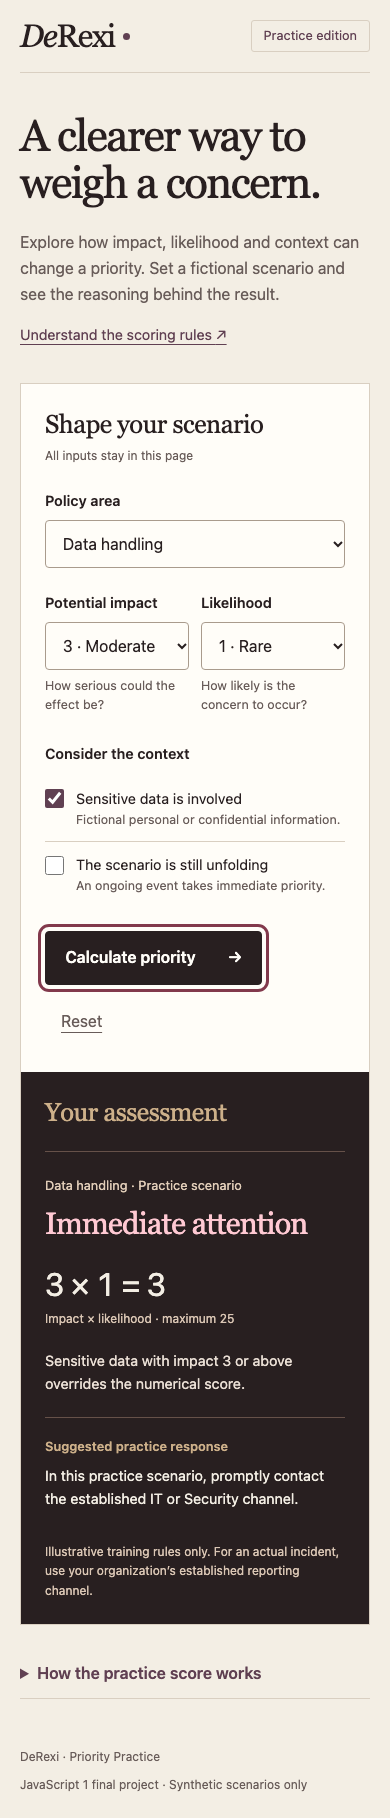 DeRexi
Practice edition
A clearer way to
weigh a concern.
Explore how impact, likelihood and context can
change a priority. Set a fictional scenario and
see the reasoning behind the result.
Understand the scoring rules ↗
Shape your scenario
All inputs stay in this page
Policy area
Data handling
Potential impact
3 · Moderate
How serious could the
effect be?
Likelihood
1 · Rare
How likely is the
concern to occur?
Consider the context
Sensitive data is involved
Fictional personal or confidential information.
The scenario is still unfolding
An ongoing event takes immediate priority.
Calculate priority →
Reset
Your assessment
Data handling · Practice scenario
Immediate attention
3 × 1 = 3
Impact × likelihood · maximum 25
Sensitive data with impact 3 or above
overrides the numerical score.
Suggested practice response
In this practice scenario, promptly contact
the established IT or Security channel.
Illustrative training rules only. For an actual incident,
use your organization's established reporting
channel.
How the practice score works
DeRexi · Priority Practice
JavaScript 1 final project · Synthetic scenarios only